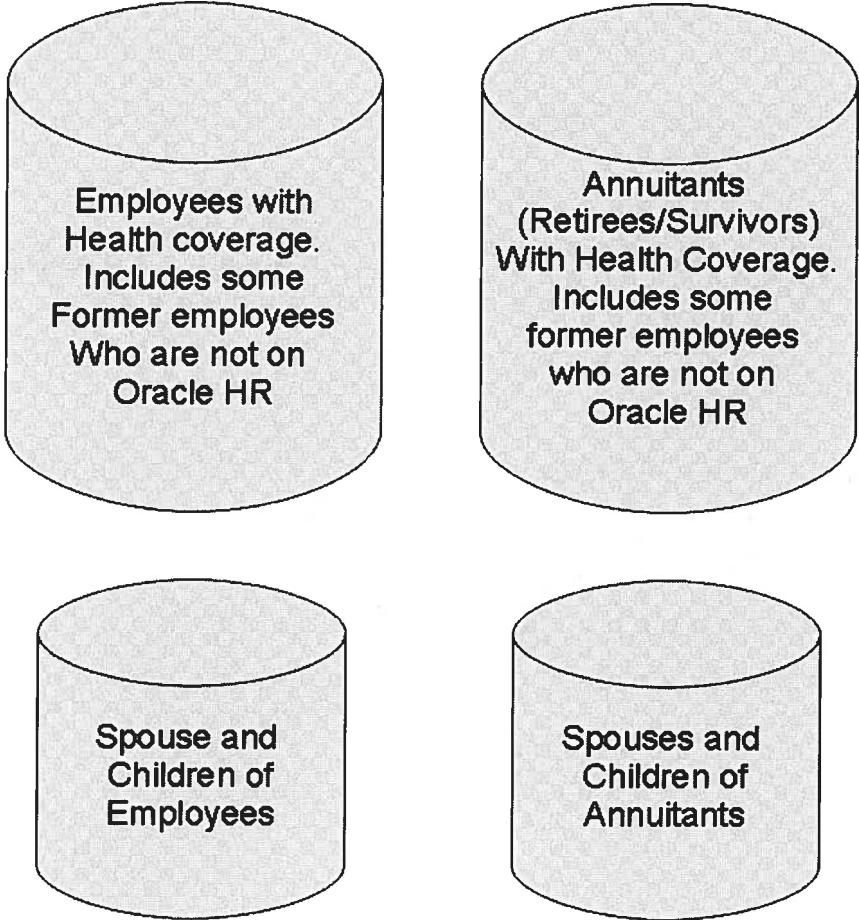 Employees with
Health coverage.
Includes some
Former employees
Who are not on
Oracle HR
Annuitants
(Retirees/Survivors)
With Health Coverage.
Includes some
former employees
who are not on
Oracle HR
Spouse and
Children of
Employees
Spouses and
Children of
Annuitants